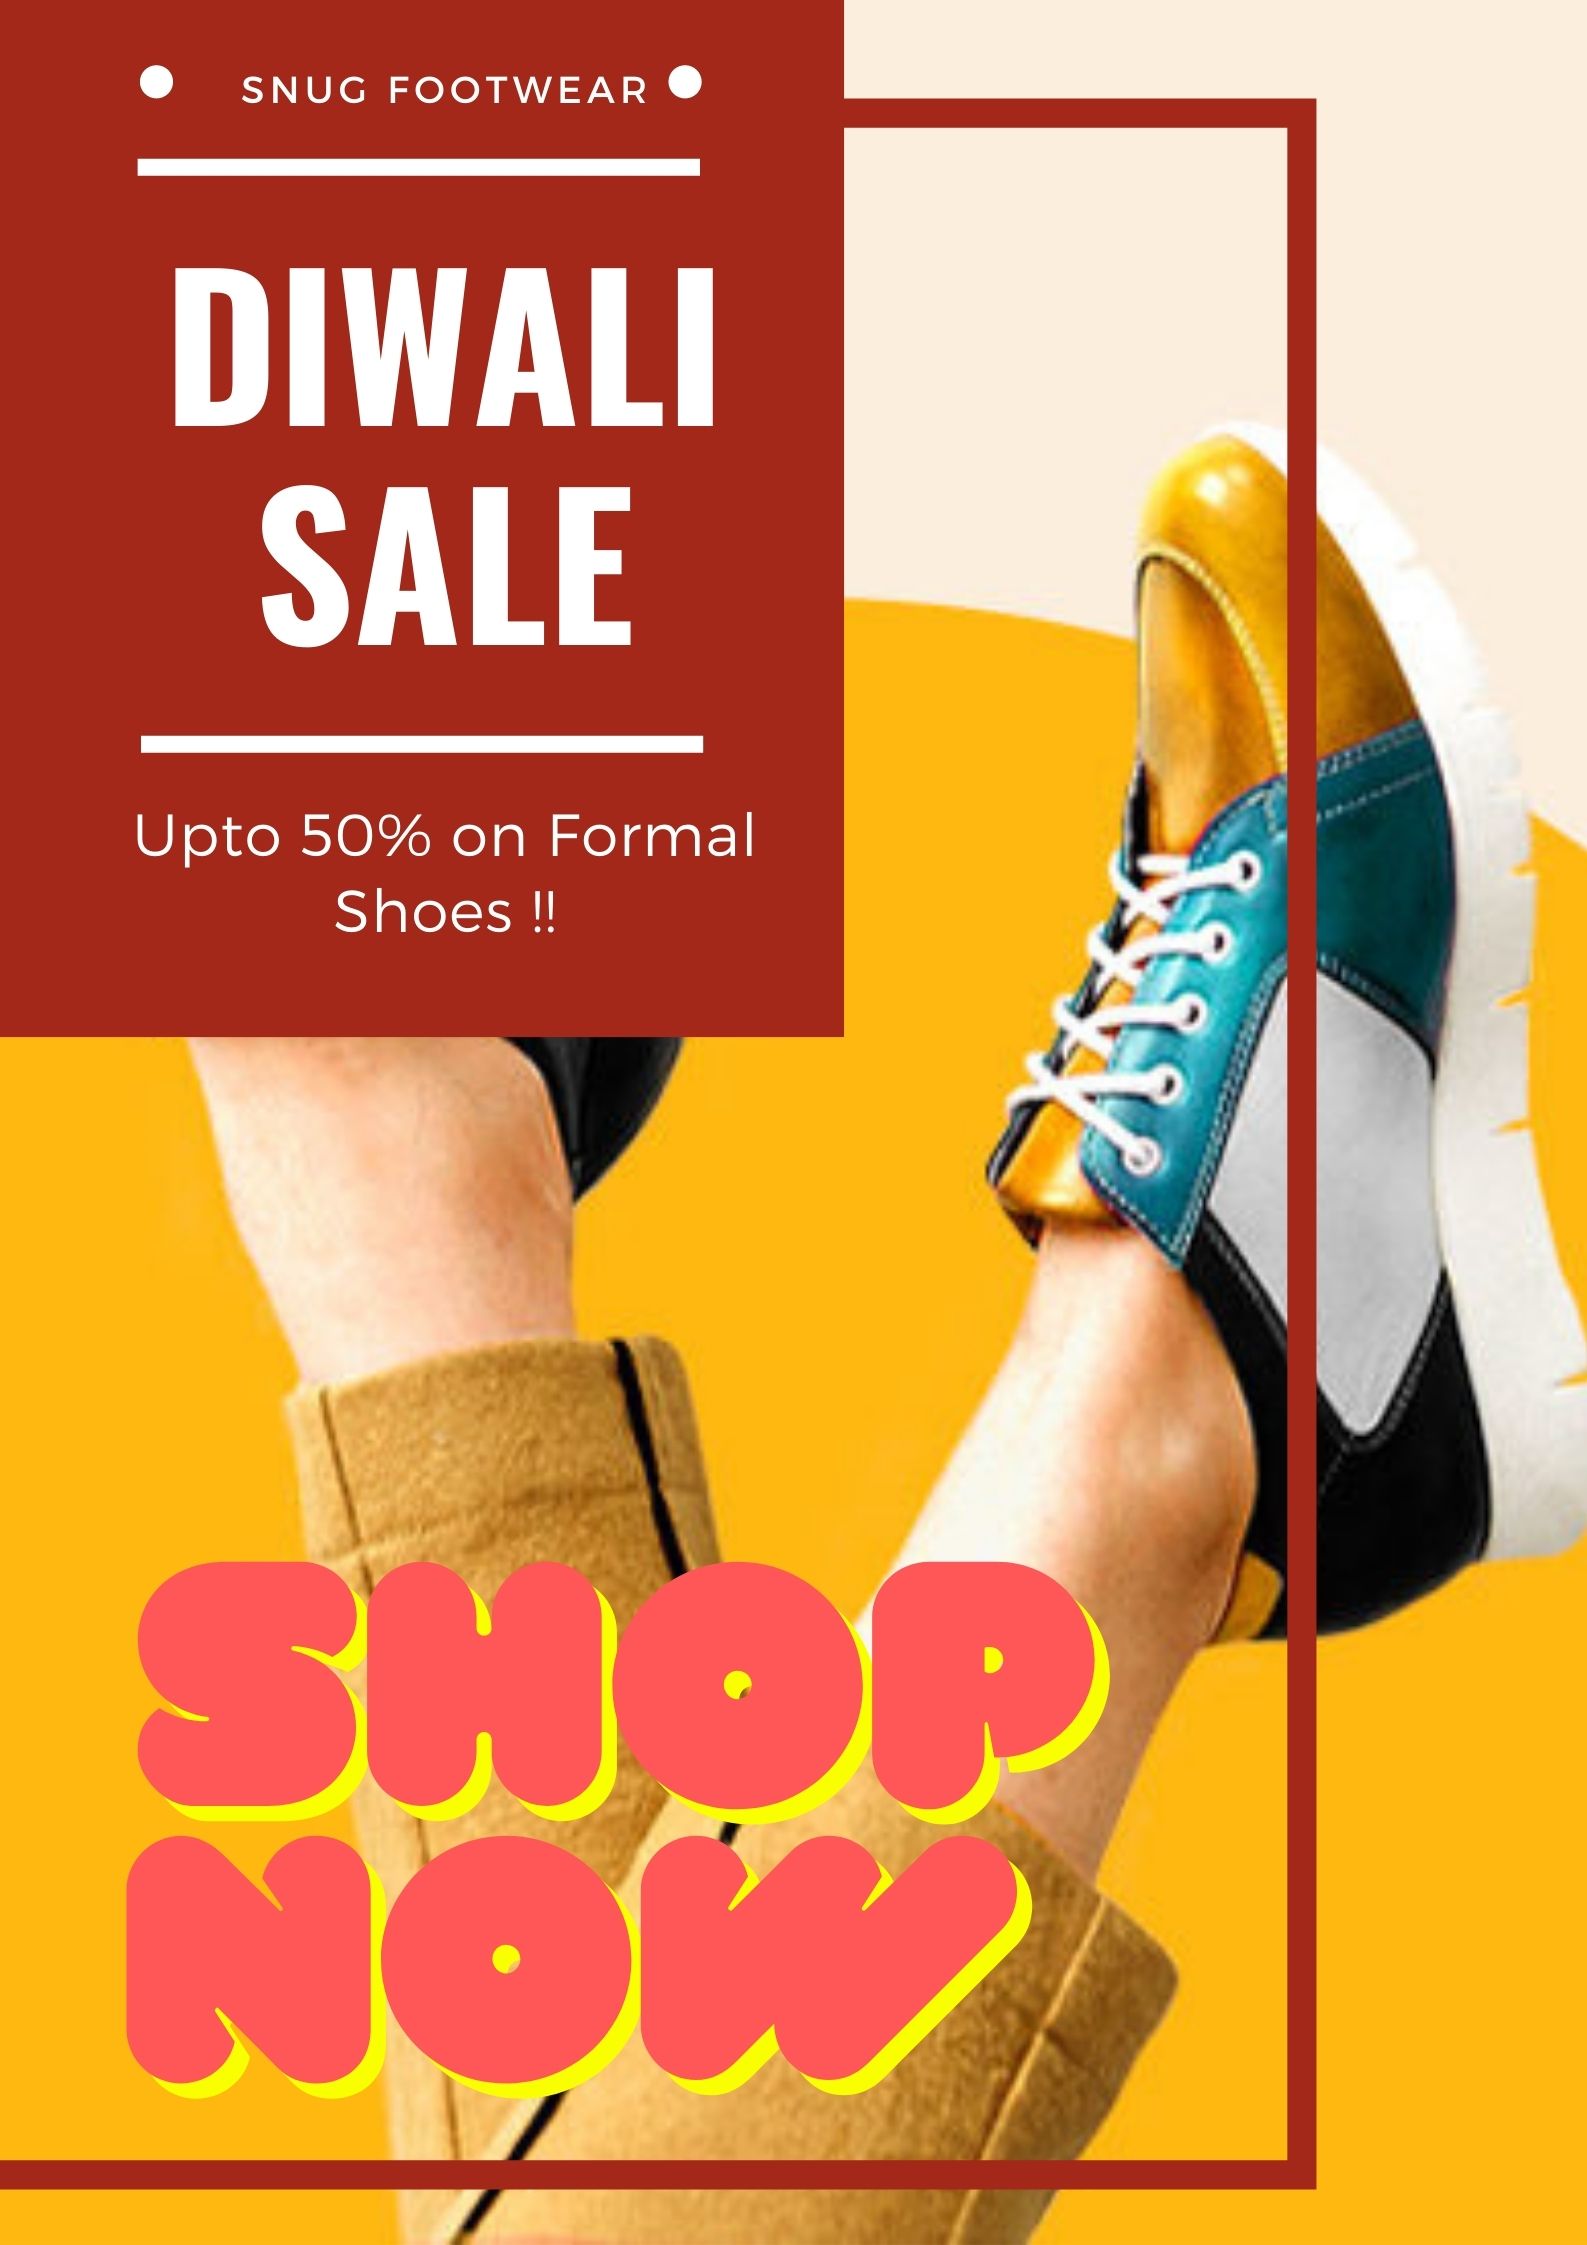 SNUG FOOTWEAR
DIWALI
SALE
Upto 50% on Formal
Shoes !!
SHOP
NOW